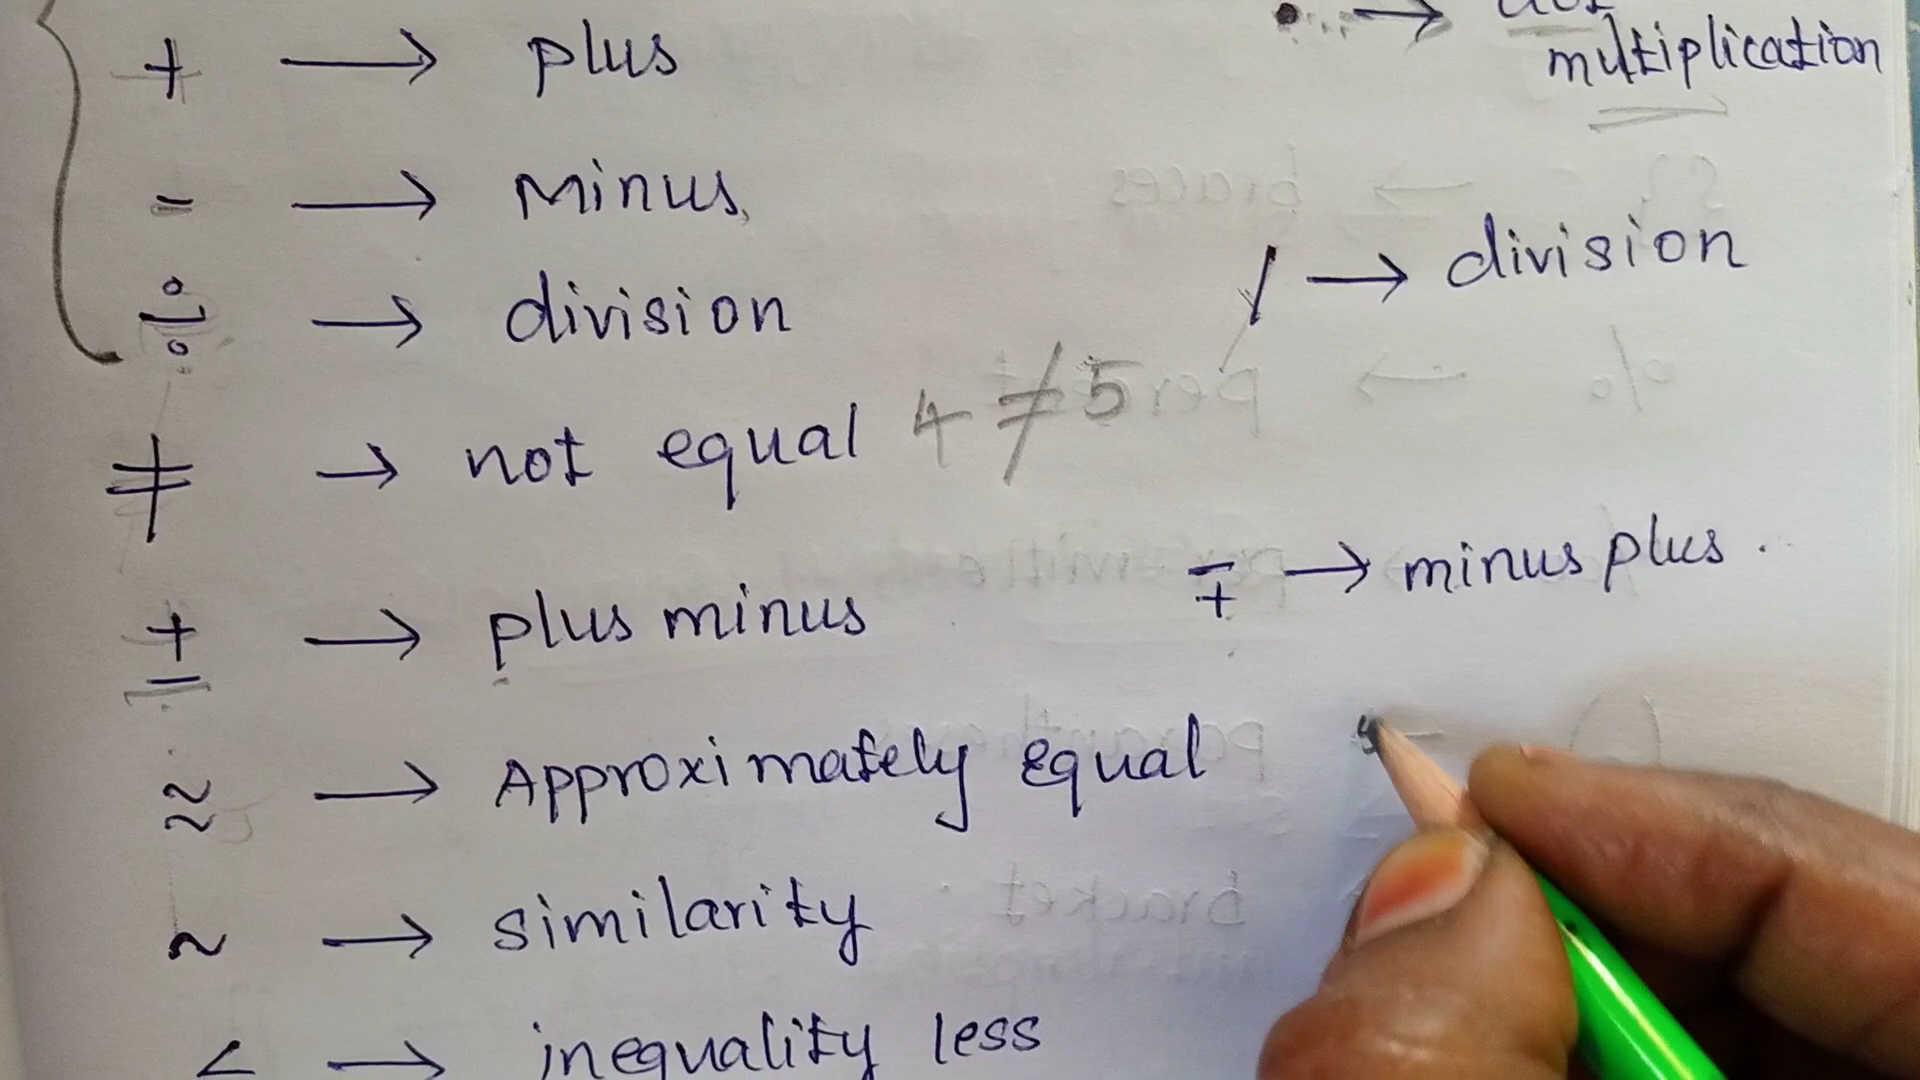 + → plus
→ multiplication
- → Minus
÷ → division
/ → division
≠ → not equal 4 ≠ 5
± → plus minus
∓ → minus plus.
≈ → Approximately equal
~ → similarity
< → inequality less